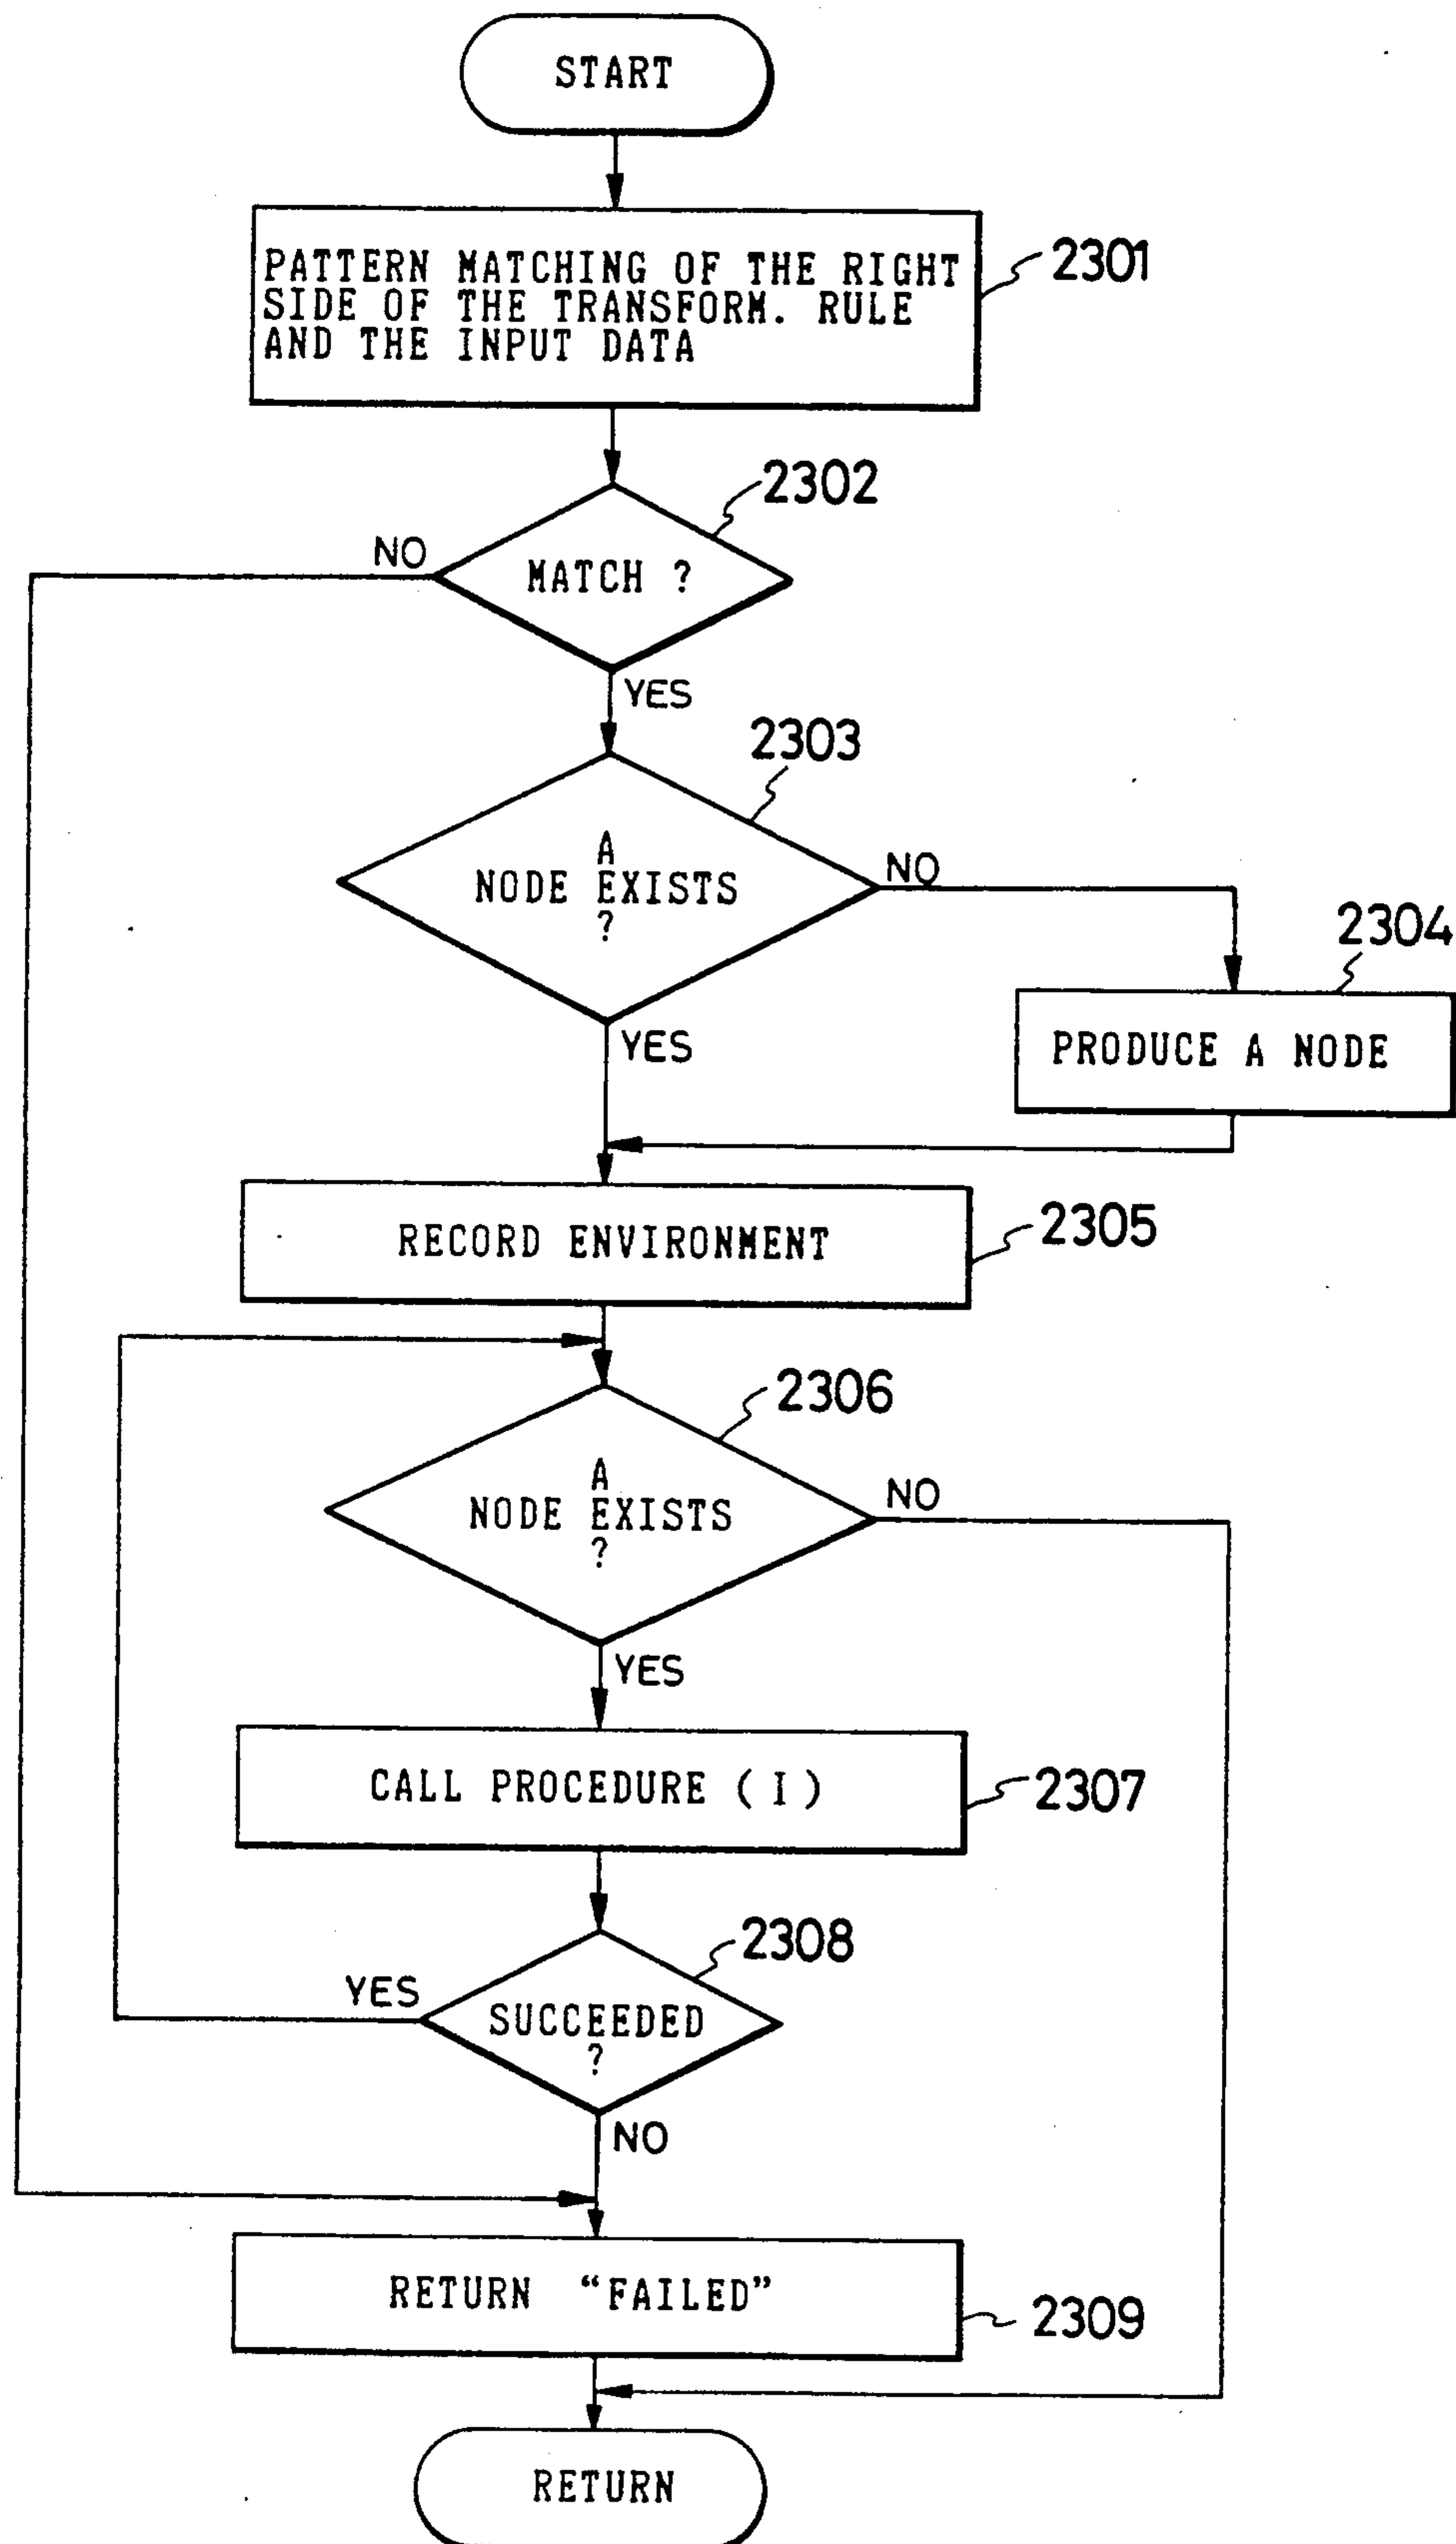 START
PATTERN MATCHING OF THE RIGHT
SIDE OF THE TRANSFORM. RULE
AND THE INPUT DATA
2301
2302
NO
MATCH ?
YES
2303
A
NODE EXISTS
?
NO
2304
YES
PRODUCE A NODE
RECORD ENVIRONMENT
2305
2306
A
NODE EXISTS
?
NO
YES
CALL PROCEDURE ( I )
2307
2308
YES
SUCCEEDED
?
NO
RETURN “FAILED”
2309
RETURN